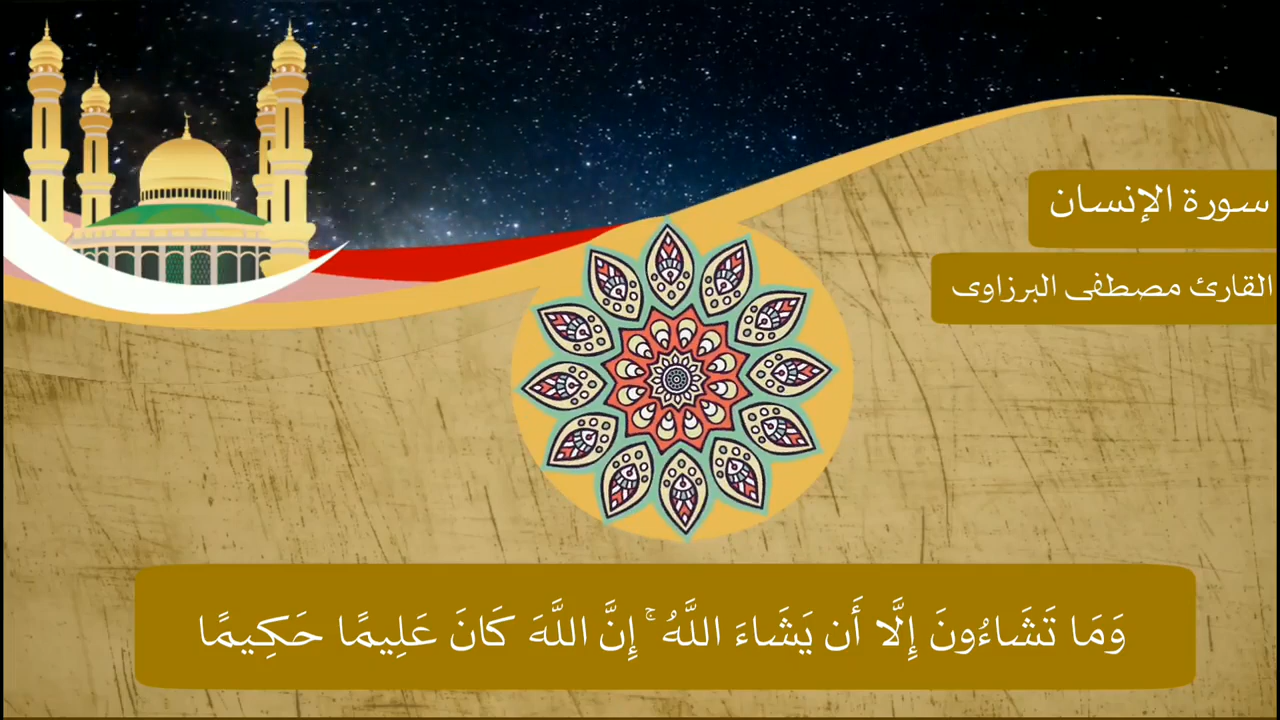 سورة الإنسان
القارئ مصطفى البرزاوى
وَمَا تَشَاءُونَ إِلَّا أَن يَشَاءَ اللَّهُ ۚ إِنَّ اللَّهَ كَانَ عَلِيمًا حَكِيمًا